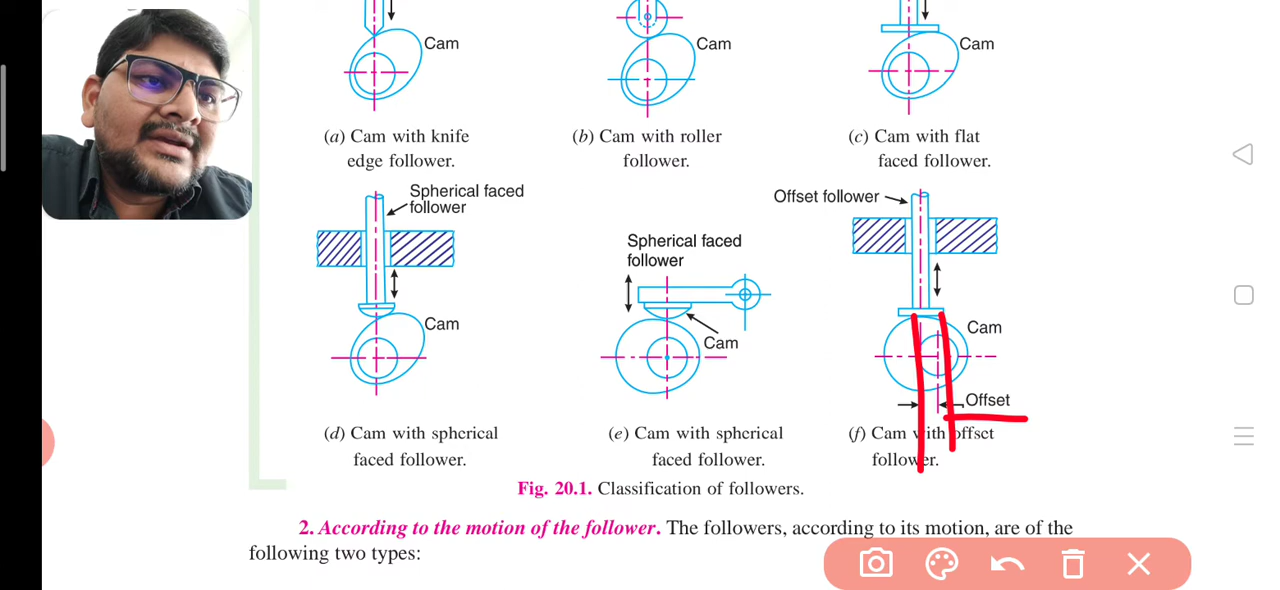 Cam
Cam
Cam
(a) Cam with knife
edge follower.
(b) Cam with roller
follower.
(c) Cam with flat
faced follower.
Spherical faced
follower
Cam
Spherical faced
follower
Cam
Offset follower
Cam
Offset
(d) Cam with spherical
faced follower.
(e) Cam with spherical
faced follower.
(f) Cam with offset
follower.
Fig. 20.1. Classification of followers.
2. According to the motion of the follower. The followers, according to its motion, are of the
following two types: